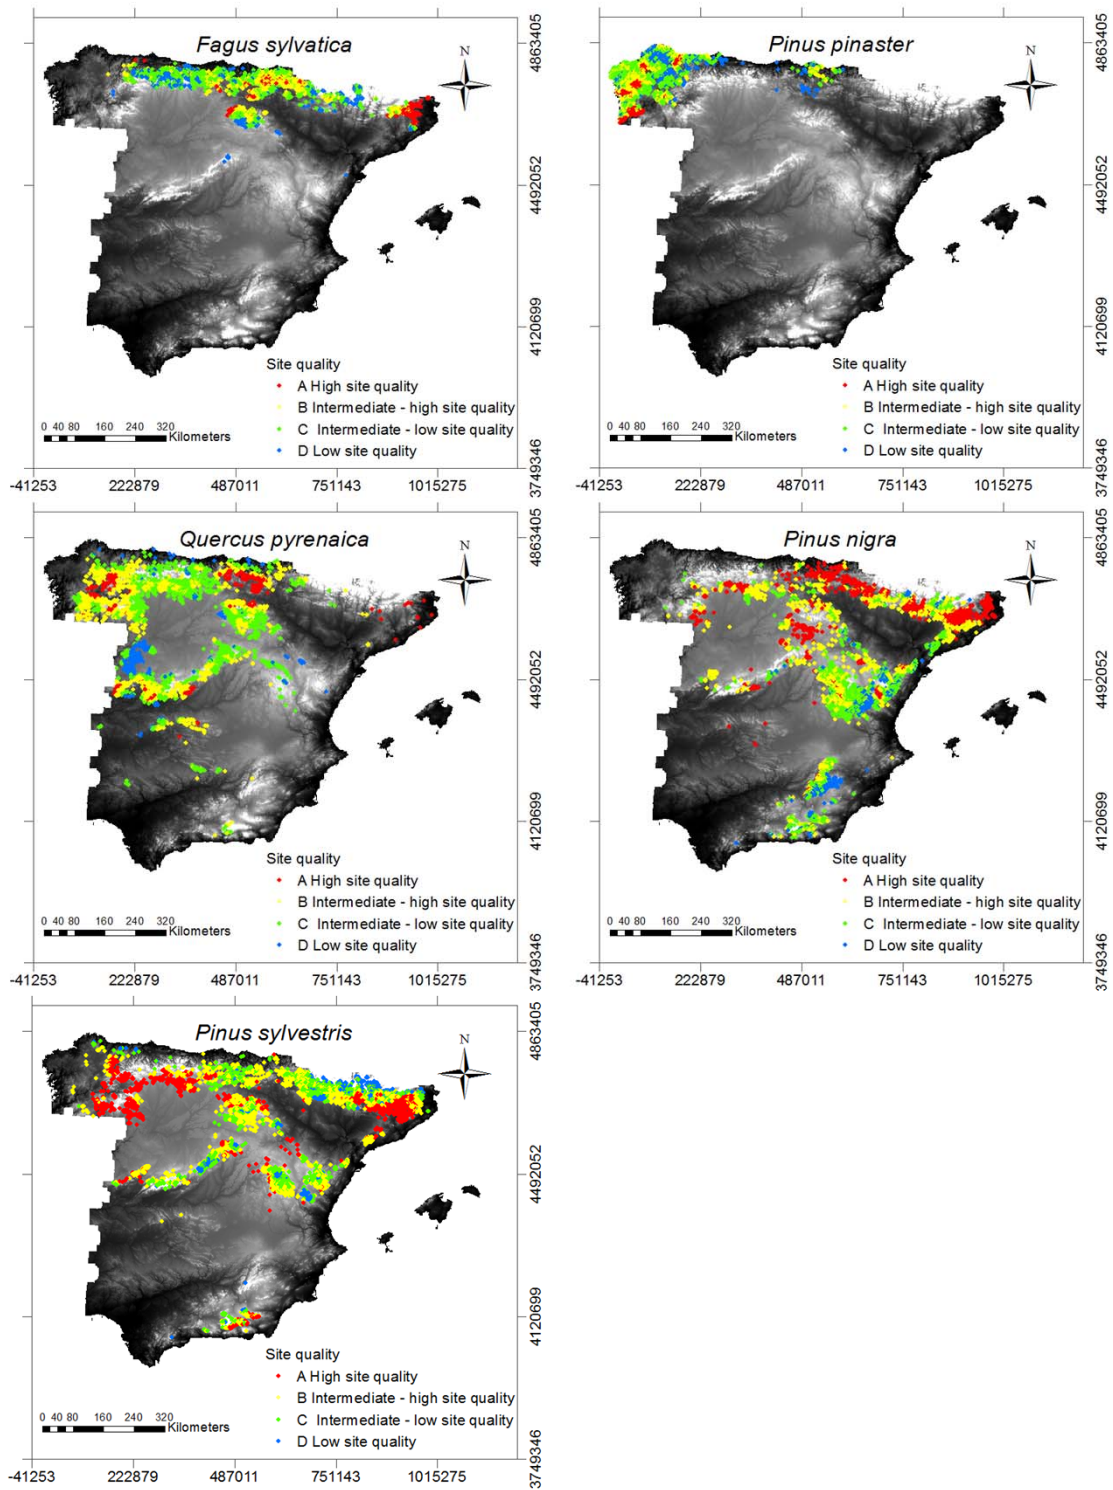 Fagus sylvatica
N
Site quality
A High site quality
B Intermediate - high site quality
C Intermediate - low site quality
D Low site quality
0 40 80 160 240 320
Kilometers
4863405
4492052
4120699
3749346
-41253 222879 487011 751143 1015275
Pinus pinaster
N
Site quality
A High site quality
B Intermediate - high site quality
C Intermediate - low site quality
D Low site quality
0 40 80 160 240 320
Kilometers
4863405
4492052
4120699
3749346
-41253 222879 487011 751143 1015275
Quercus pyrenaica
N
Site quality
A High site quality
B Intermediate - high site quality
C Intermediate - low site quality
D Low site quality
0 40 80 160 240 320
Kilometers
4863405
4492052
4120699
3749346
-41253 222879 487011 751143 1015275
Pinus nigra
N
Site quality
A High site quality
B Intermediate - high site quality
C Intermediate - low site quality
D Low site quality
0 40 80 160 240 320
Kilometers
4863405
4492052
4120699
3749346
-41253 222879 487011 751143 1015275
Pinus sylvestris
N
Site quality
A High site quality
B Intermediate - high site quality
C Intermediate - low site quality
D Low site quality
0 40 80 160 240 320
Kilometers
4863405
4492052
4120699
3749346
-41253 222879 487011 751143 1015275